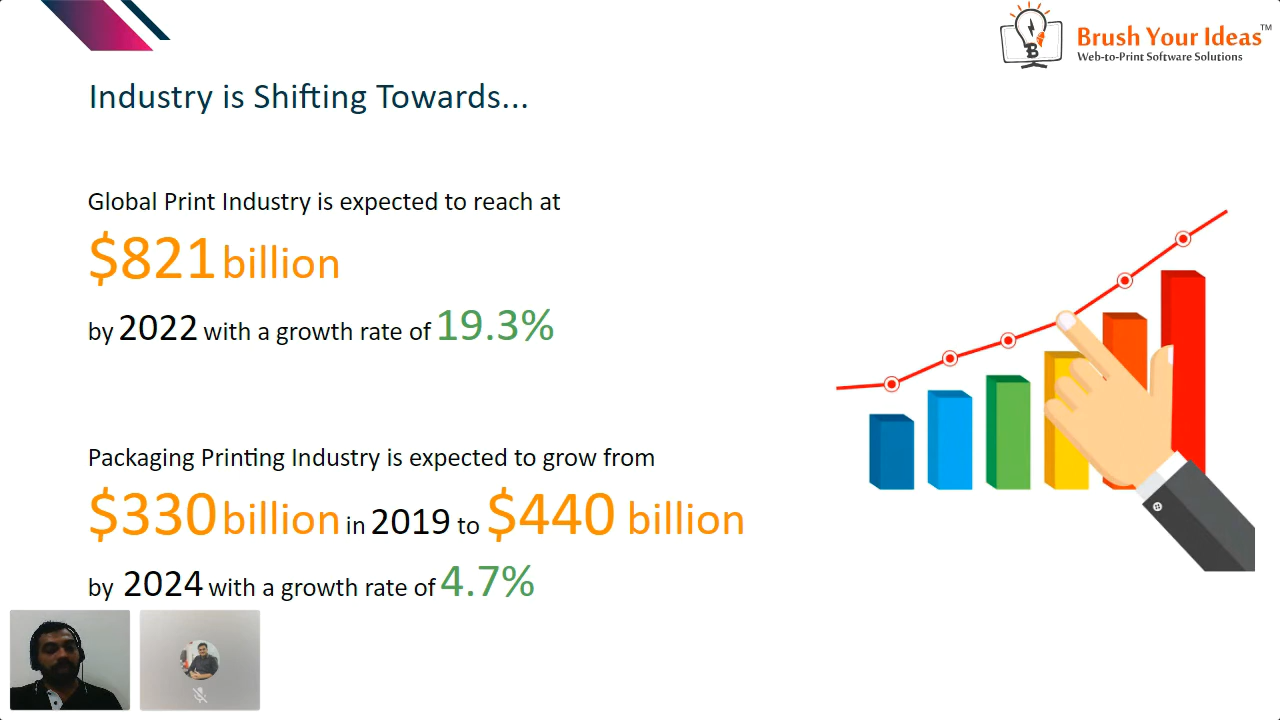 Brush Your Ideas™
Web-to-Print Software Solutions
Industry is Shifting Towards...
Global Print Industry is expected to reach at
$821 billion
by 2022 with a growth rate of 19.3%
Packaging Printing Industry is expected to grow from
$330 billion in 2019 to $440 billion
by 2024 with a growth rate of 4.7%